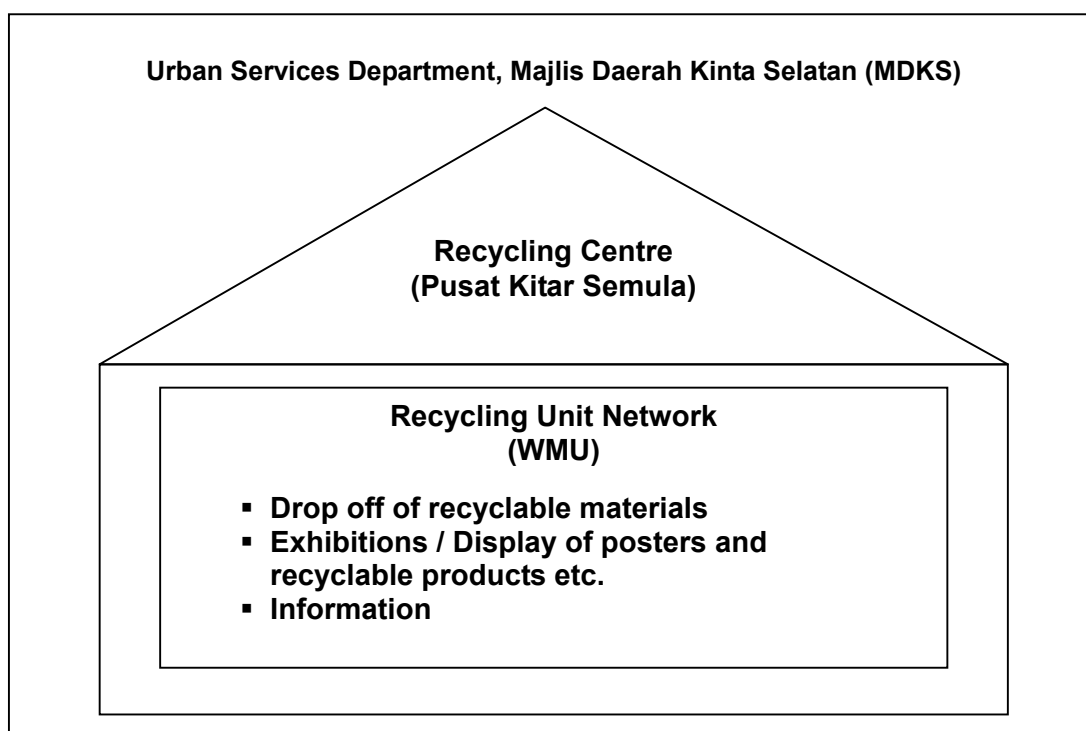 Urban Services Department, Majlis Daerah Kinta Selatan (MDKS)
Recycling Centre
(Pusat Kitar Semula)
Recycling Unit Network
(WMU)
▪ Drop off of recyclable materials
▪ Exhibitions / Display of posters and
recyclable products etc.
▪ Information